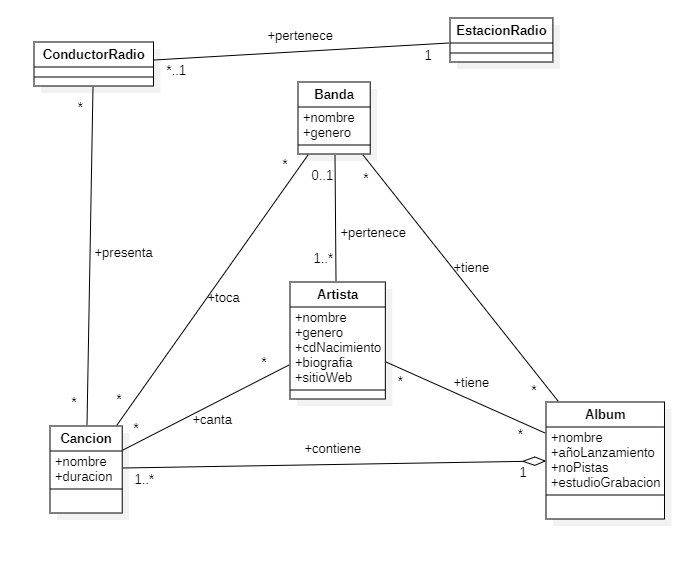 EstacionRadio
+pertenece
ConductorRadio
*..1
1
Banda
+nombre
+genero
*
*
0..1
*
+pertenece
+presenta
1..*
+tiene
+toca
Artista
+nombre
+genero
+cdNacimiento
+biografia
+sitioWeb
*
*
+tiene
*
*
*
+canta
*
*
Album
+nombre
+añoLanzamiento
+noPistas
+estudioGrabacion
Cancion
+nombre
+duracion
+contiene
1..*
1